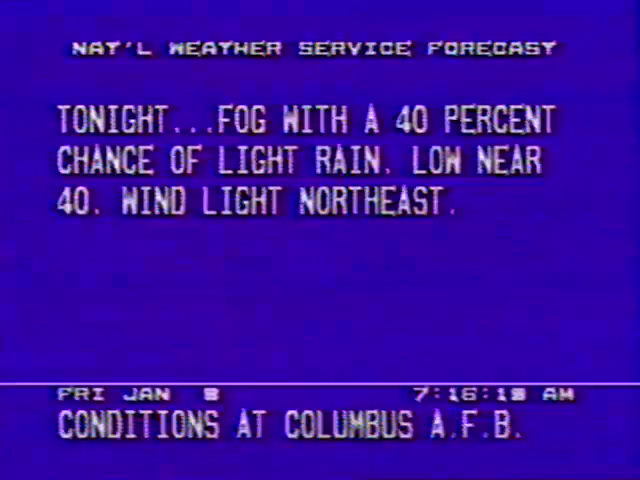 NAT'L WEATHER SERVICE FORECAST
TONIGHT...FOG WITH A 40 PERCENT
CHANCE OF LIGHT RAIN. LOW NEAR
40. WIND LIGHT NORTHEAST.
FRI JAN 8 7:16:18 AM
CONDITIONS AT COLUMBUS A.F.B.